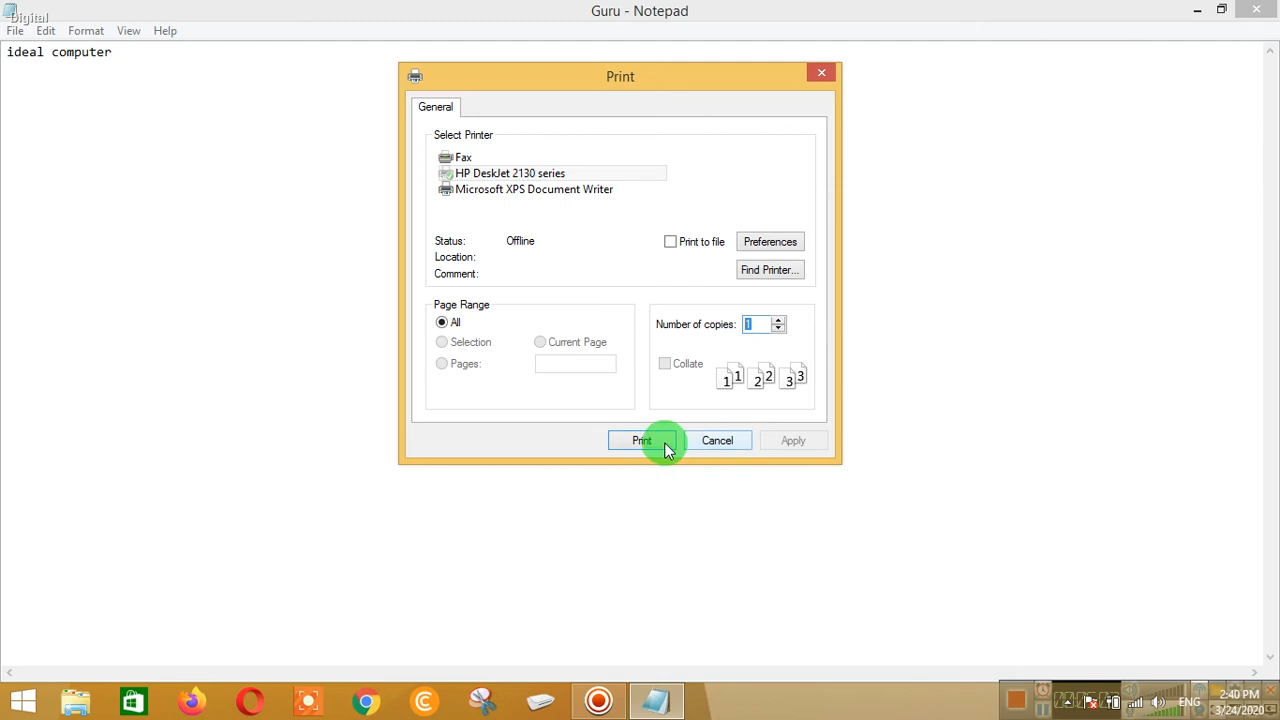 Guru - Notepad
Digital
File Edit Format View Help
ideal computer
Print
General
Select Printer
Fax
HP DeskJet 2130 series
Microsoft XPS Document Writer
Status: Offline
Print to file
Preferences
Location:
Comment:
Find Printer...
Page Range
All
Selection
Current Page
Pages:
Number of copies: 1
Collate
1 1 2 2 3 3
Print
Cancel
Apply
ENG
2:40 PM
3/24/2020